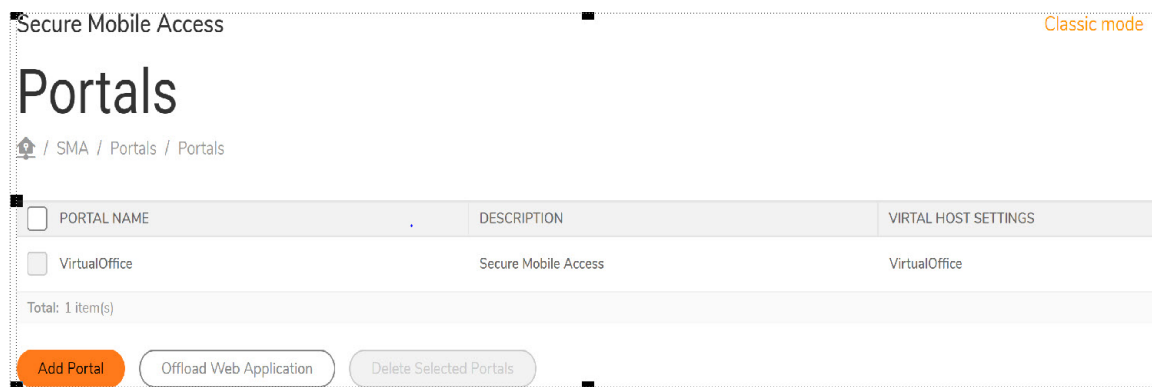 Secure Mobile Access Classic mode
Portals
/ SMA / Portals / Portals
PORTAL NAME DESCRIPTION VIRTAL HOST SETTINGS
VirtualOffice Secure Mobile Access VirtualOffice
Total: 1 item(s)
Add Portal Offload Web Application Delete Selected Portals